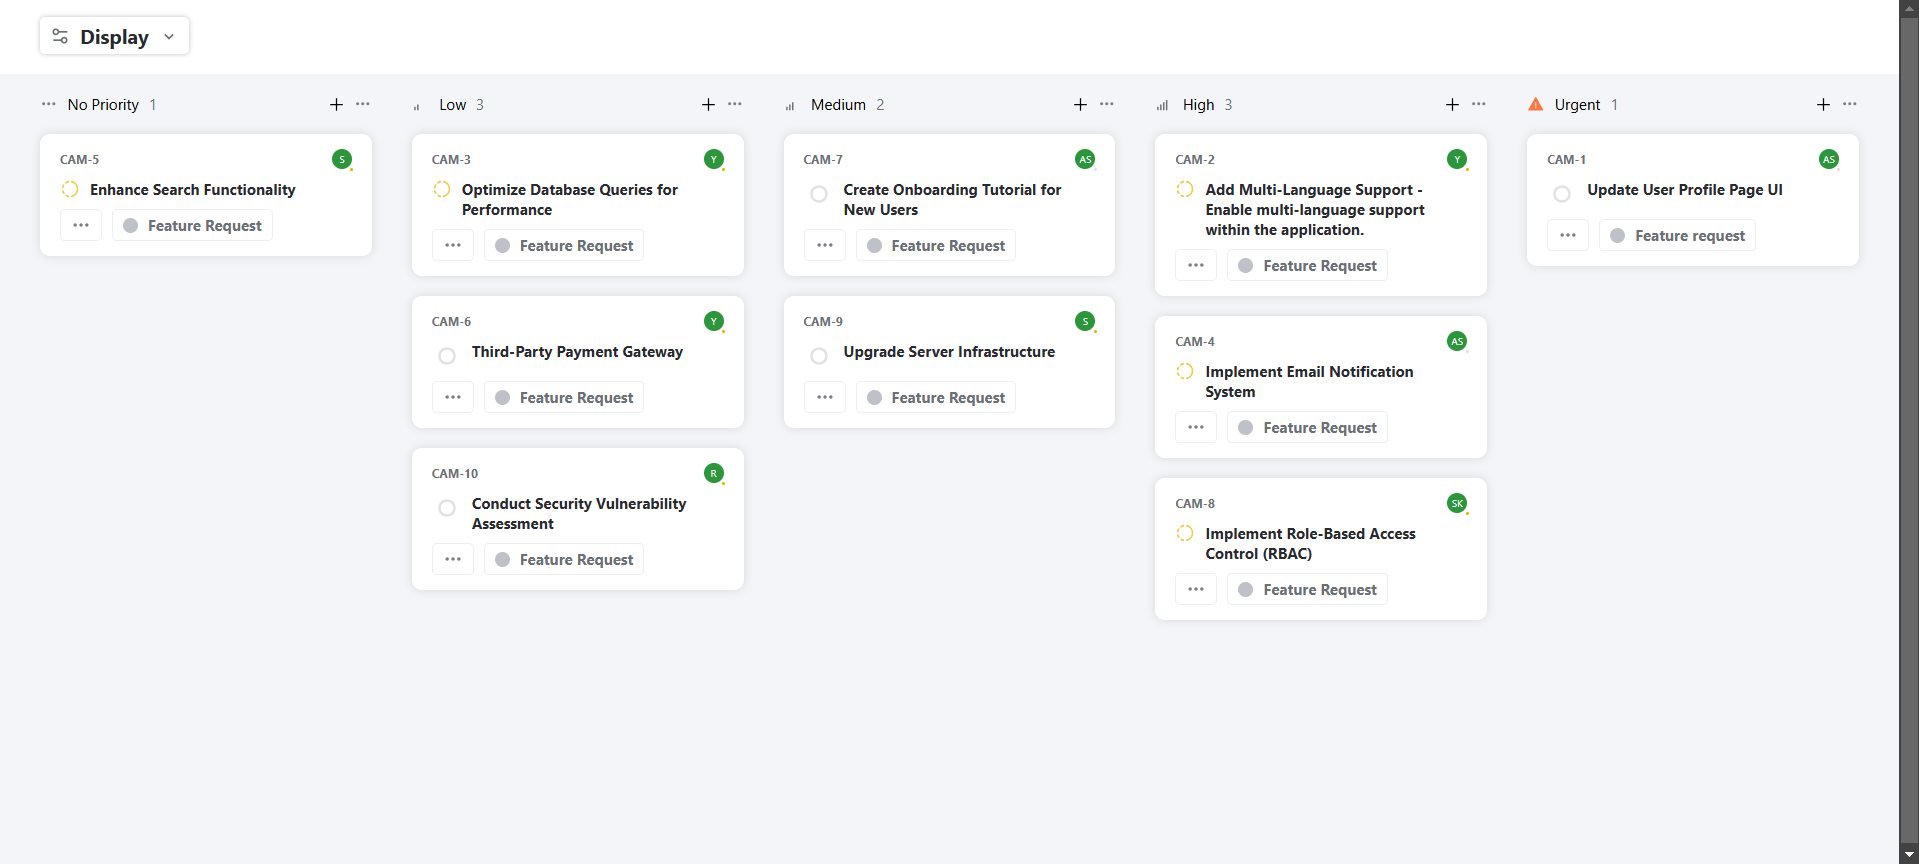 Display
No Priority 1
CAM-5
S
Enhance Search Functionality
Feature Request
Low 3
CAM-3
Y
Optimize Database Queries for
Performance
Feature Request
CAM-6
Y
Third-Party Payment Gateway
Feature Request
CAM-10
R
Conduct Security Vulnerability
Assessment
Feature Request
Medium 2
CAM-7
AS
Create Onboarding Tutorial for
New Users
Feature Request
CAM-9
S
Upgrade Server Infrastructure
Feature Request
High 3
CAM-2
Y
Add Multi-Language Support -
Enable multi-language support
within the application.
Feature Request
CAM-4
AS
Implement Email Notification
System
Feature Request
CAM-8
SK
Implement Role-Based Access
Control (RBAC)
Feature Request
Urgent 1
CAM-1
AS
Update User Profile Page UI
Feature request